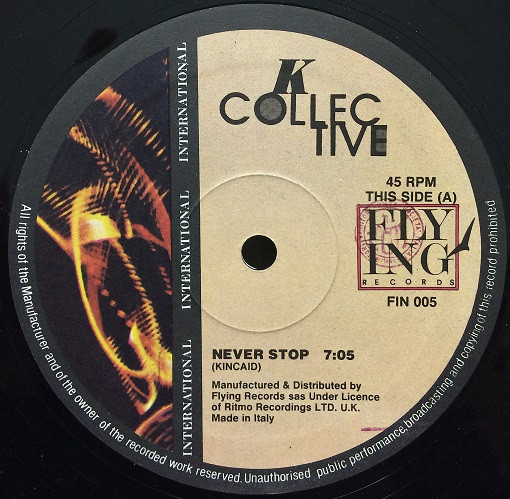 K
COLLEC
TIVE
45 RPM
THIS SIDE (A)
FLY
ING
RECORDS
FIN 005
INTERNATIONAL
INTERNATIONAL
INTERNATIONAL
INTERNATIONAL
NEVER STOP 7:05
(KINCAID)
Manufactured & Distributed by
Flying Records sas Under Licence
of Ritmo Recordings LTD. U.K.
Made in Italy
All rights of the Manufacturer and of the owner of the recorded work reserved. Unauthorised public performance, broadcasting and copying of this record prohibited